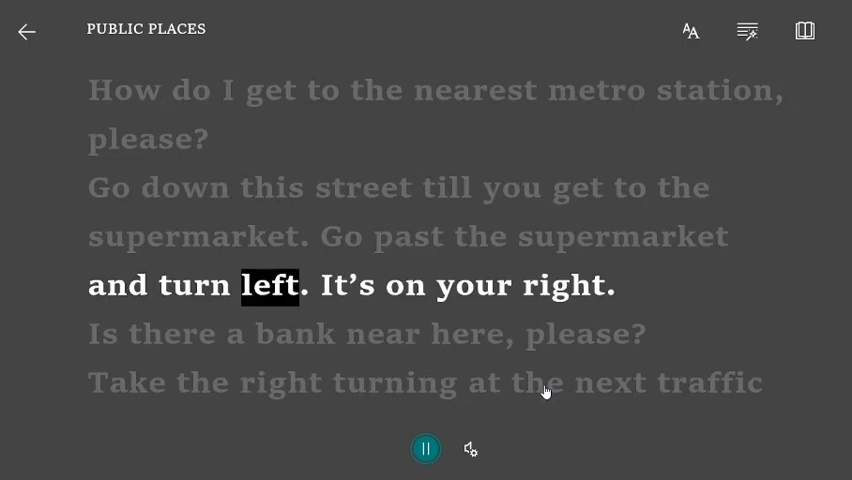 PUBLIC PLACES
AA
How do I get to the nearest metro station,
please?
Go down this street till you get to the
supermarket. Go past the supermarket
and turn left. It’s on your right.
Is there a bank near here, please?
Take the right turning at the next traffic